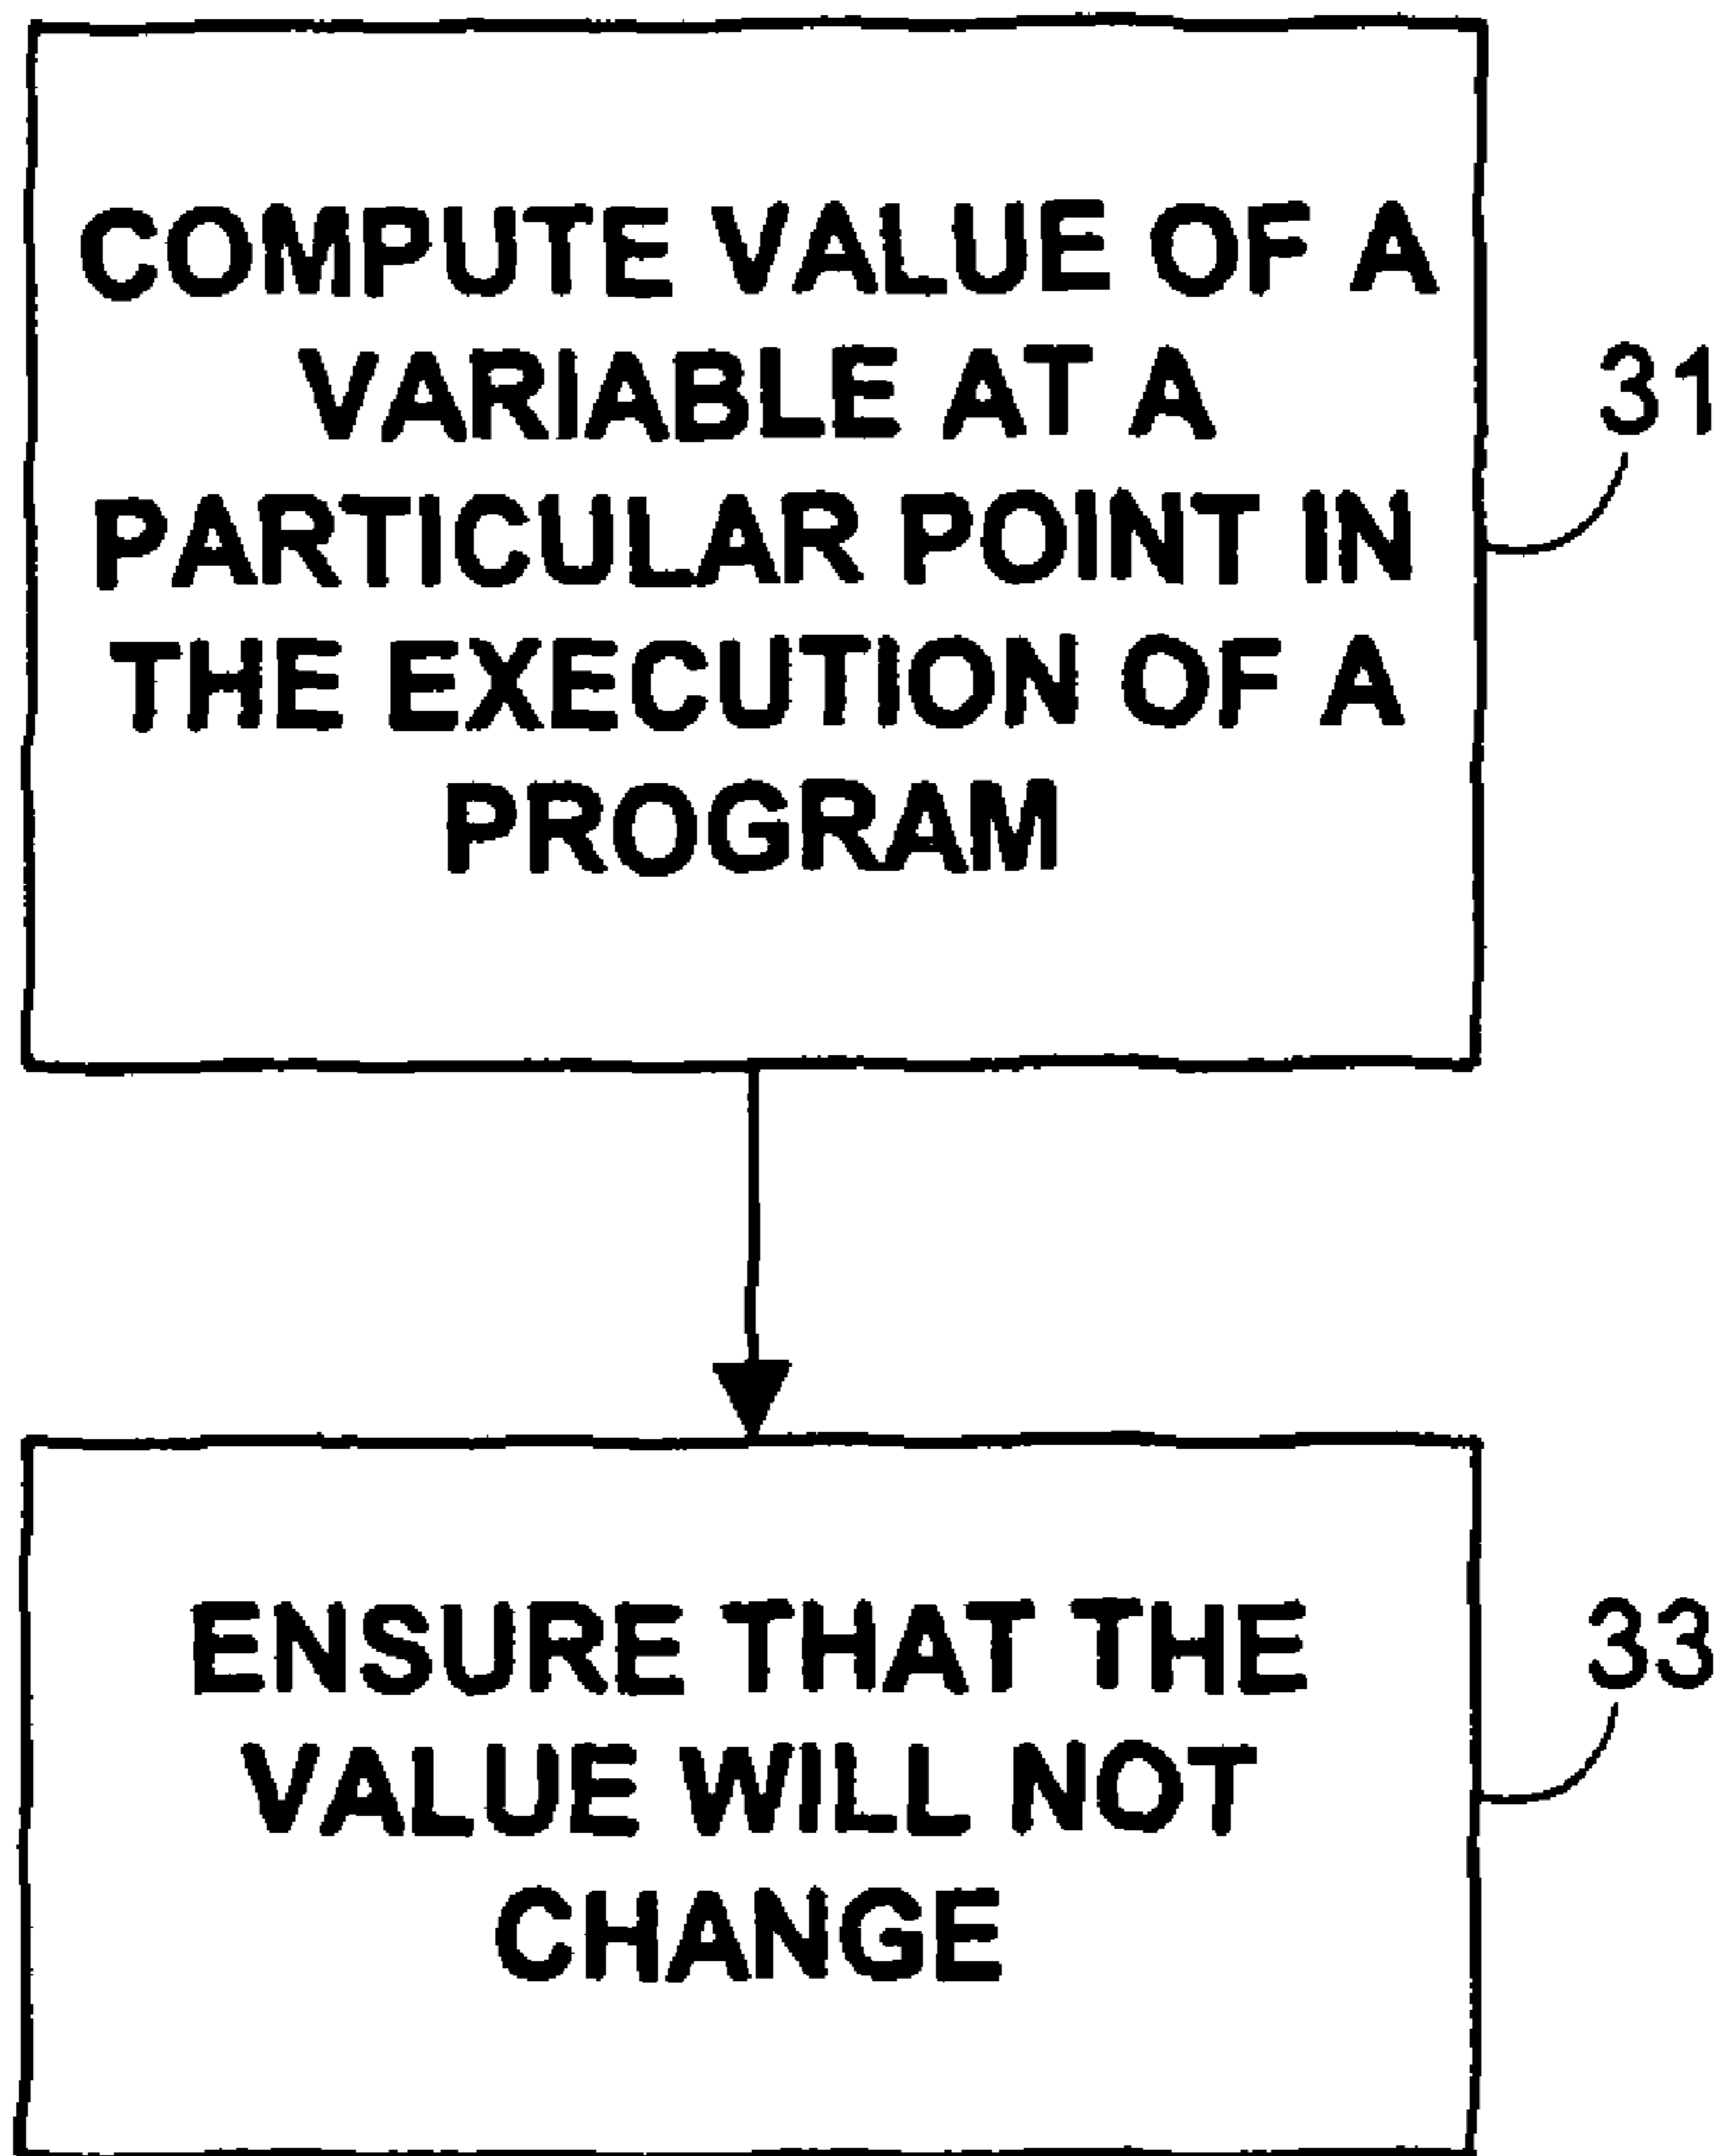 COMPUTE VALUE OF A
VARIABLE AT A
PARTICULAR POINT IN
THE EXECUTION OF A
PROGRAM
31
ENSURE THAT THE
VALUE WILL NOT
CHANGE
33